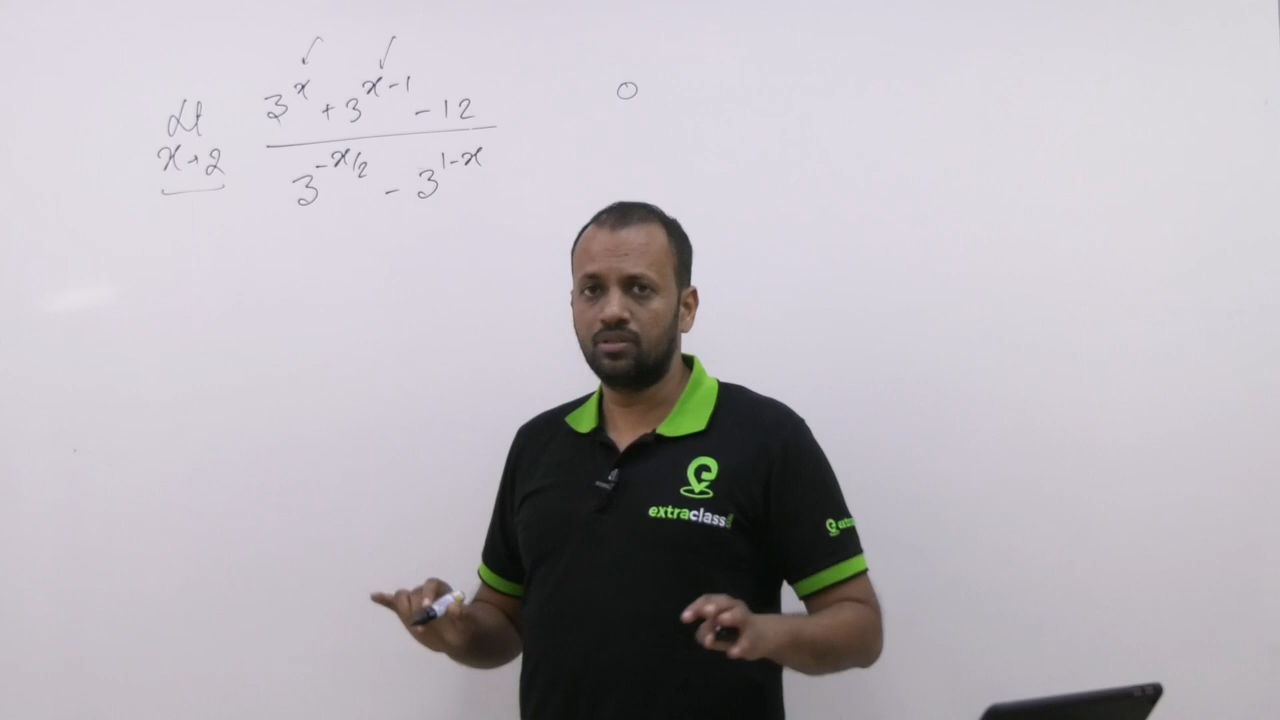 Lt x→2 (3^x + 3^(x-1) - 12) / (3^(-x/2) - 3^(1-x))
0
extraclass